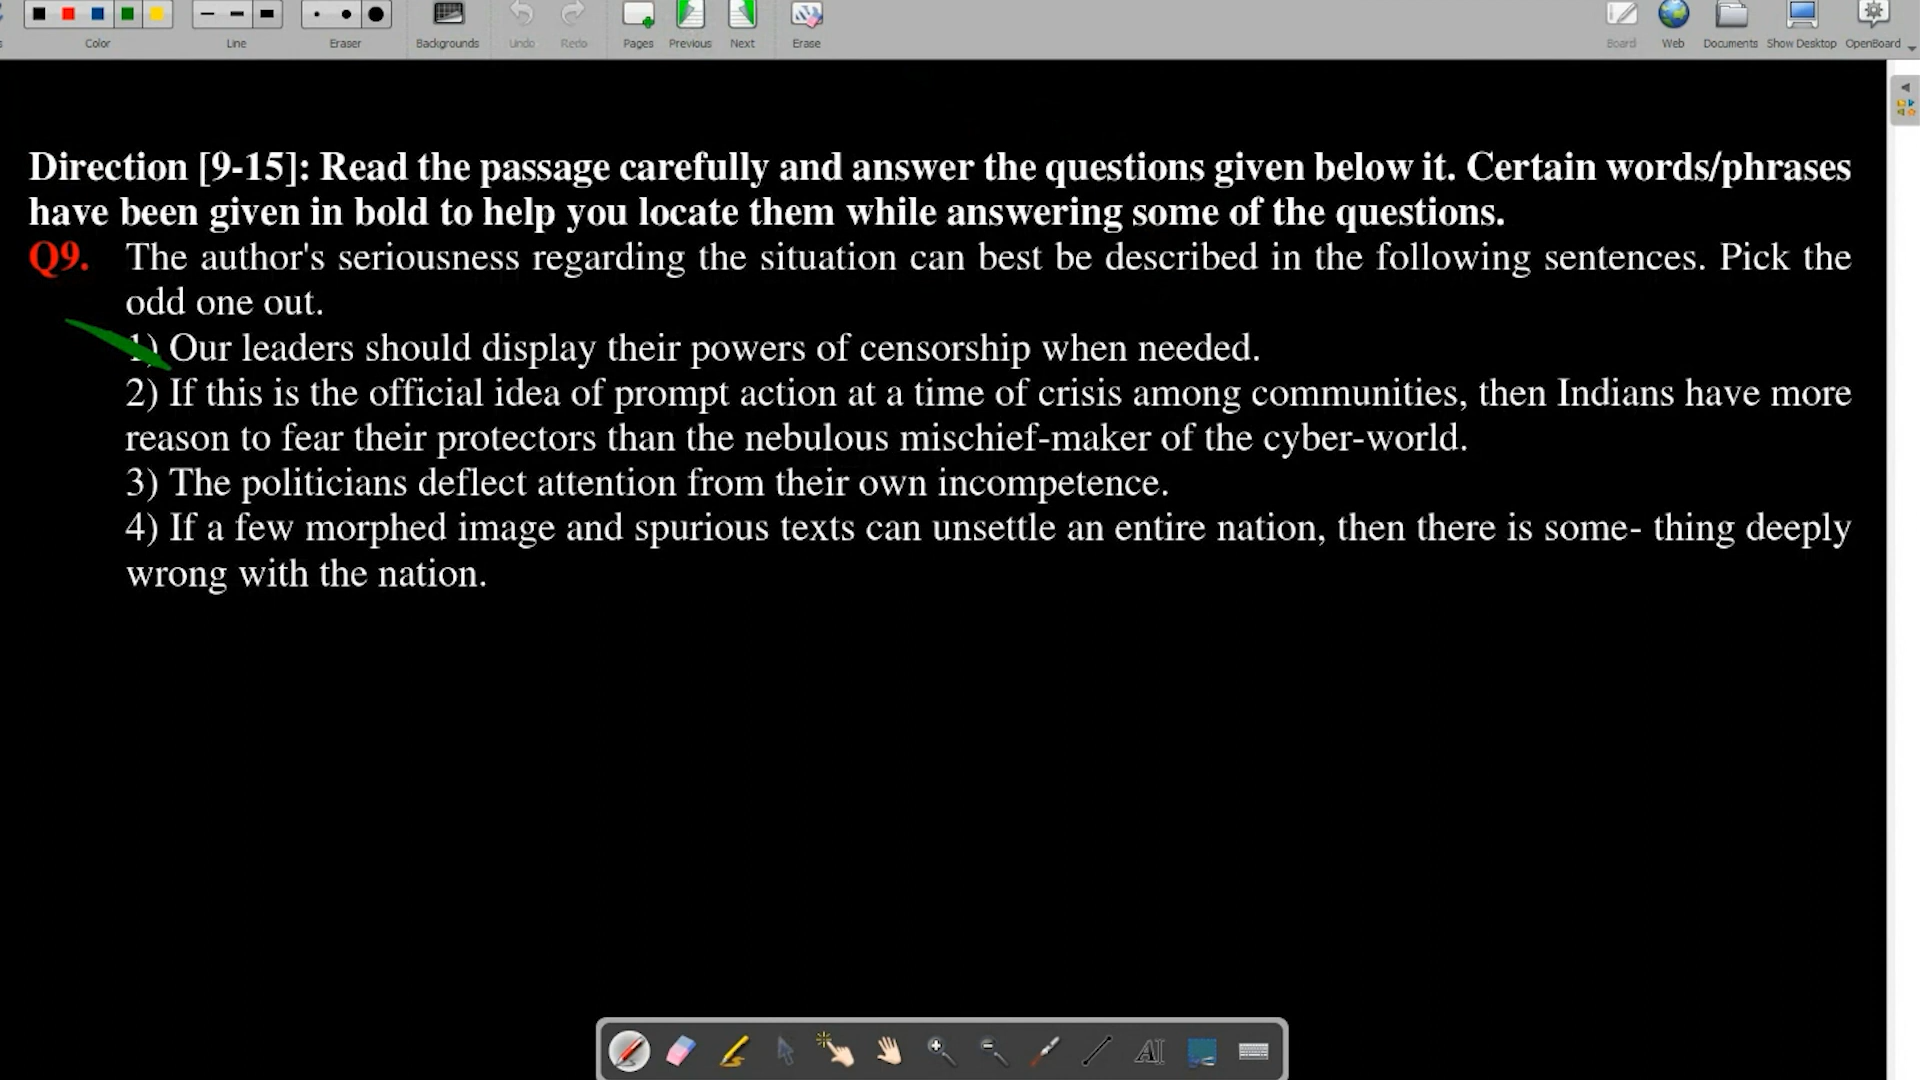 Color
Line
Eraser
Backgrounds
Undo
Redo
Pages
Previous
Next
Erase
Board
Web
Documents
Show Desktop
OpenBoard
Direction [9-15]: Read the passage carefully and answer the questions given below it. Certain words/phrases
have been given in bold to help you locate them while answering some of the questions.
Q9. The author's seriousness regarding the situation can best be described in the following sentences. Pick the
odd one out.
1) Our leaders should display their powers of censorship when needed.
2) If this is the official idea of prompt action at a time of crisis among communities, then Indians have more
reason to fear their protectors than the nebulous mischief-maker of the cyber-world.
3) The politicians deflect attention from their own incompetence.
4) If a few morphed image and spurious texts can unsettle an entire nation, then there is some- thing deeply
wrong with the nation.